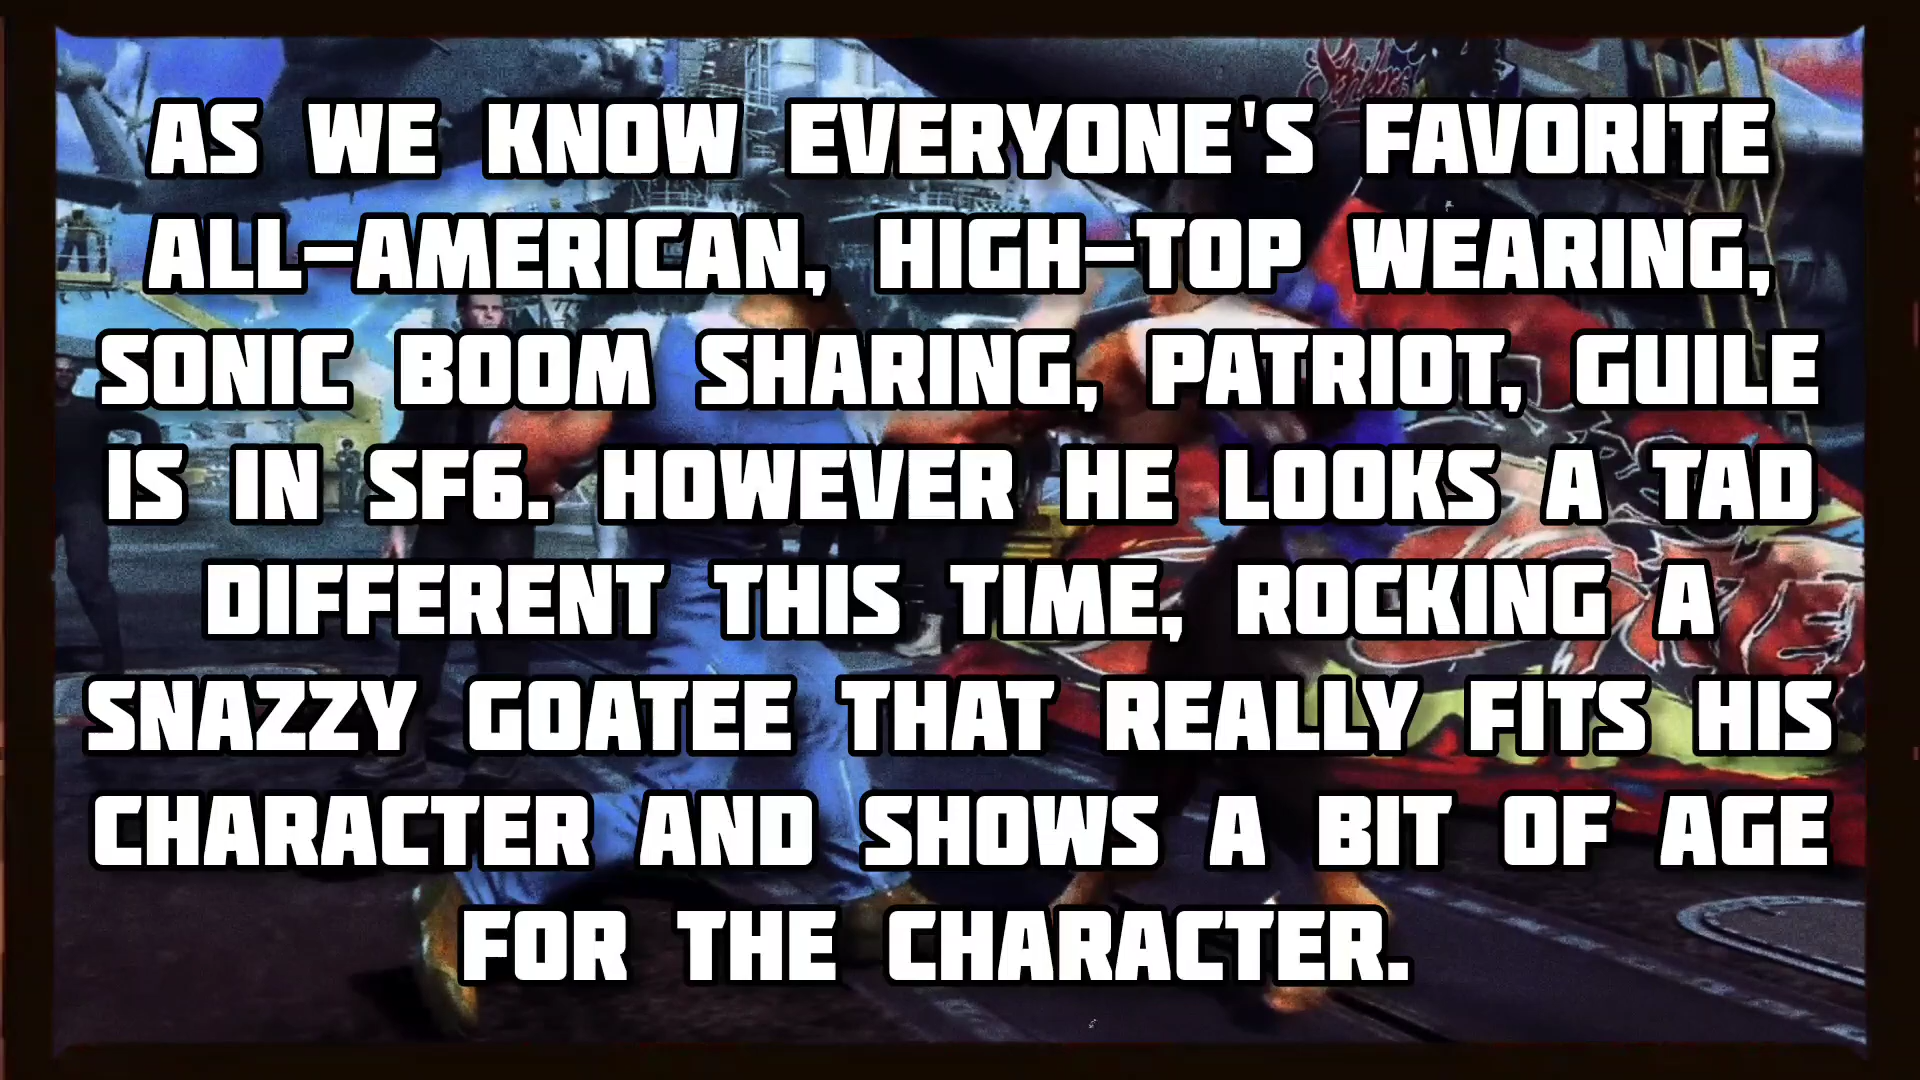 AS WE KNOW EVERYONE'S FAVORITE
ALL-AMERICAN, HIGH-TOP WEARING,
SONIC BOOM SHARING, PATRIOT, GUILE
IS IN SF6. HOWEVER HE LOOKS A TAD
DIFFERENT THIS TIME, ROCKING A
SNAZZY GOATEE THAT REALLY FITS HIS
CHARACTER AND SHOWS A BIT OF AGE
FOR THE CHARACTER.